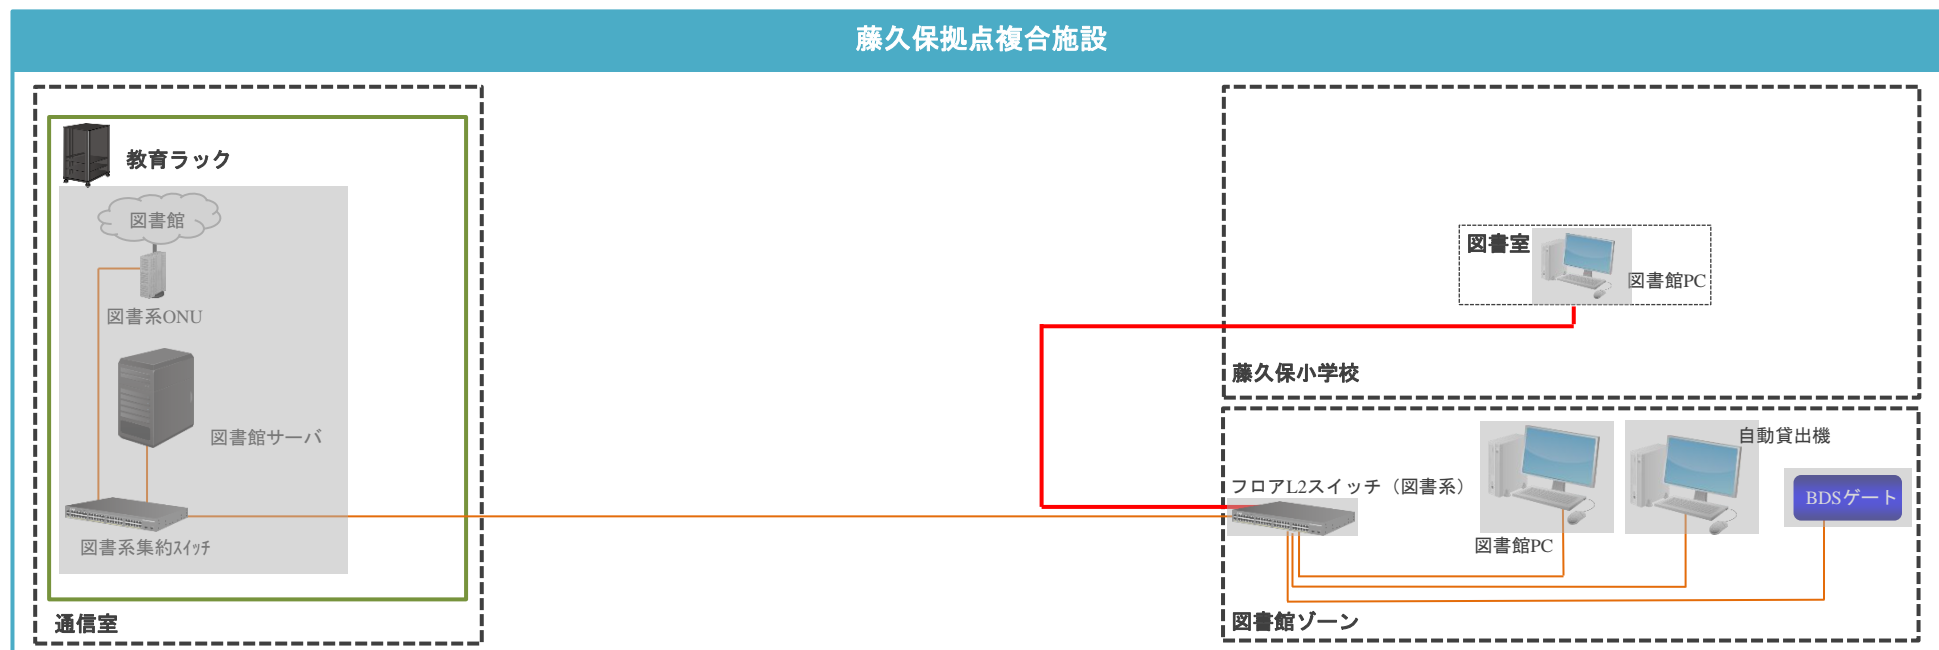 藤久保拠点複合施設
教育ラック
図書館
図書系ONU
図書館サーバ
図書系集約ｽｲｯﾁ
通信室
図書室
図書館PC
藤久保小学校
自動貸出機
フロアL2スイッチ（図書系）
BDSゲート
図書館PC
図書館ゾーン